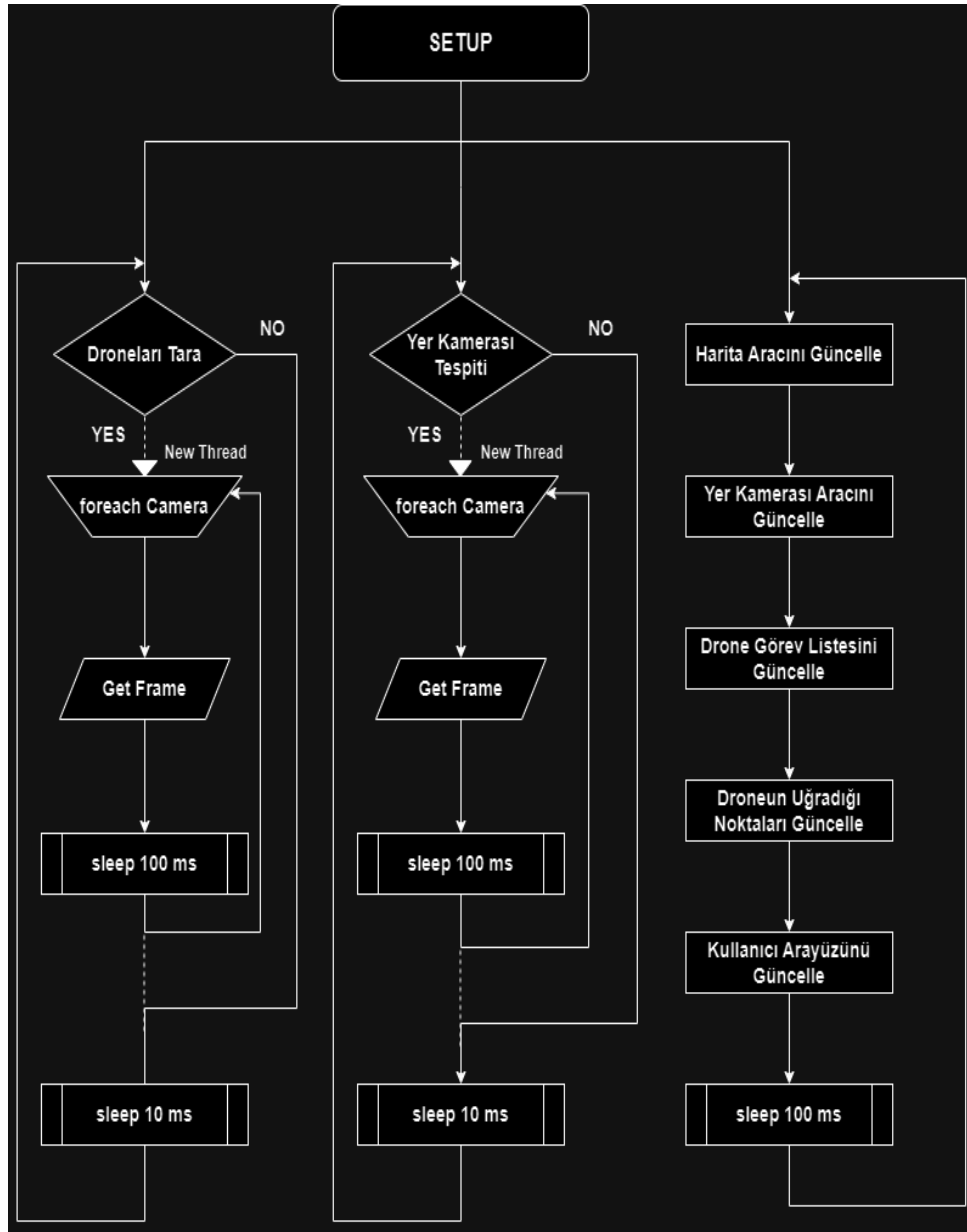 SETUP
Droneları Tara
NO
YES
New Thread
foreach Camera
Get Frame
sleep 100 ms
sleep 10 ms
Yer Kamerası
Tespiti
NO
YES
New Thread
foreach Camera
Get Frame
sleep 100 ms
sleep 10 ms
Harita Aracını Güncelle
Yer Kamerası Aracını
Güncelle
Drone Görev Listesini
Güncelle
Droneun Uğradığı
Noktaları Güncelle
Kullanıcı Arayüzünü
Güncelle
sleep 100 ms